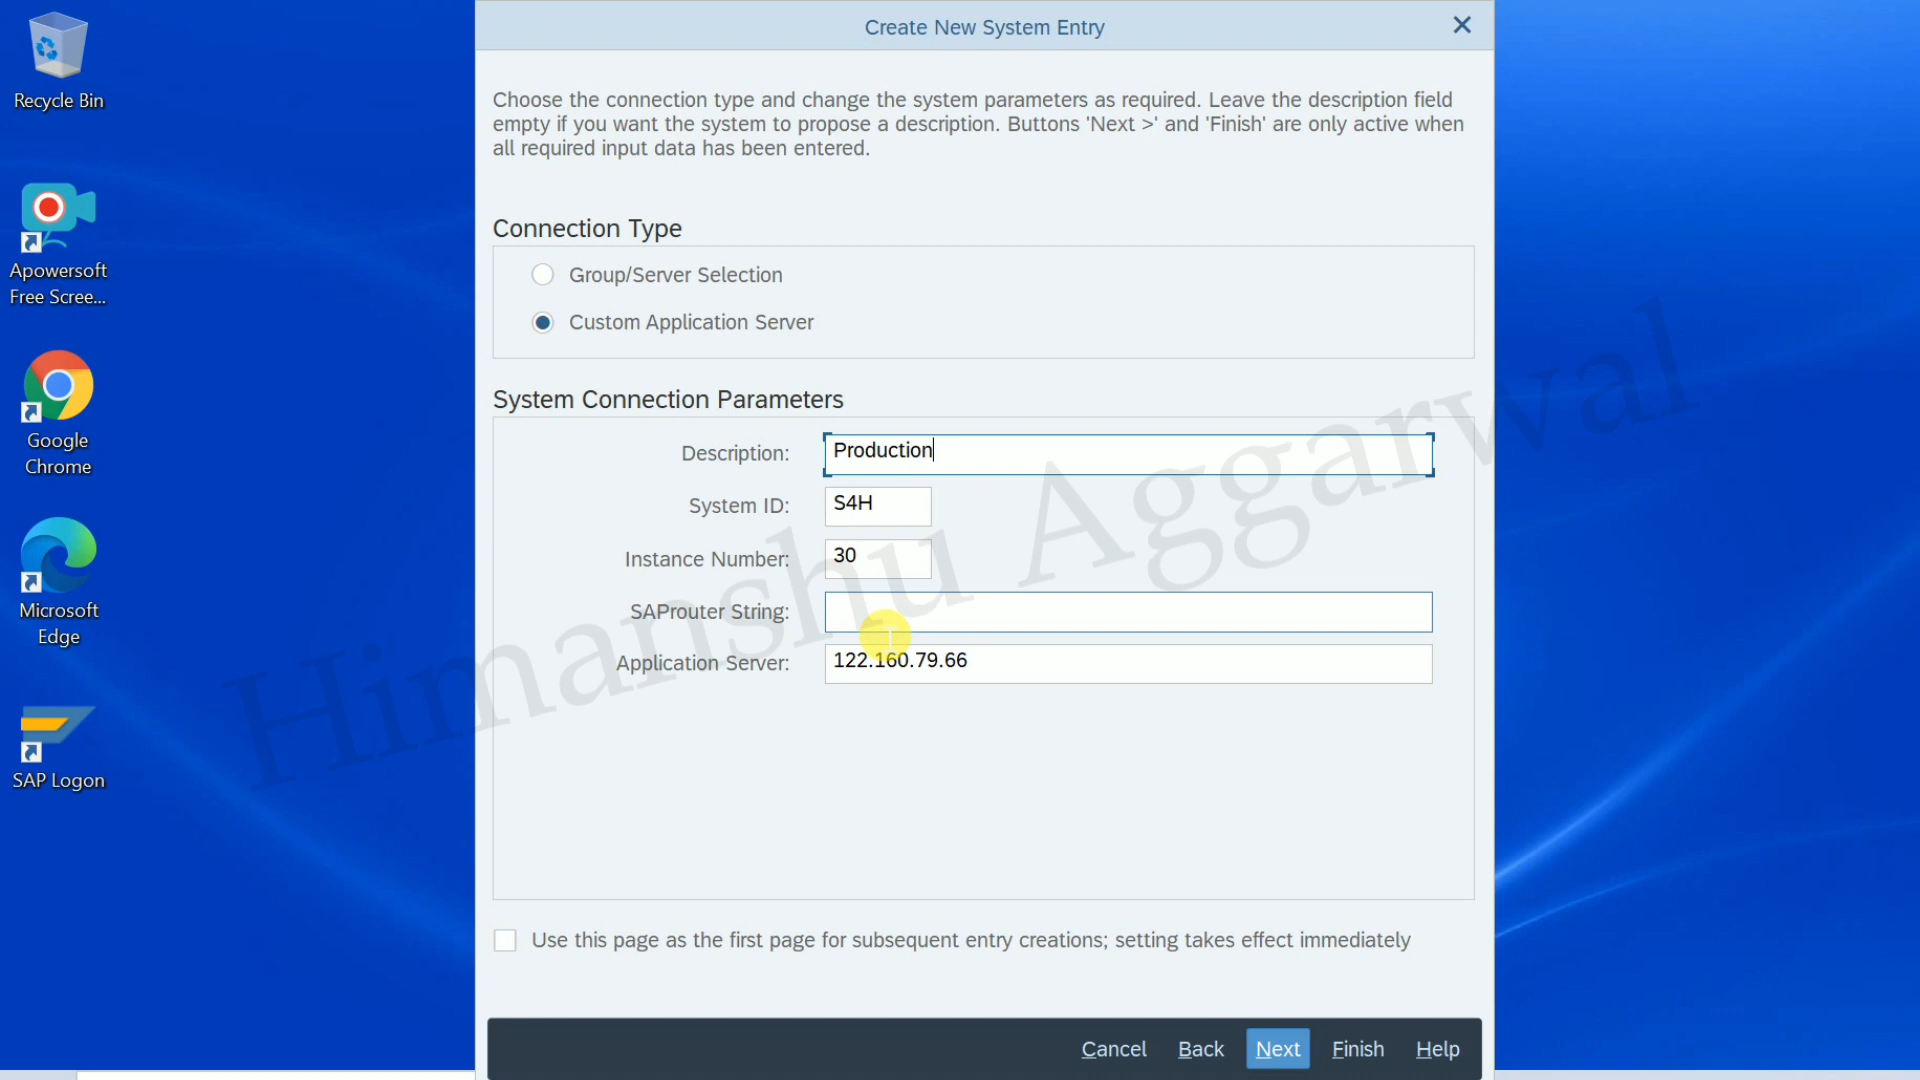 Recycle Bin
Apowersoft
Free Scree...
Google
Chrome
Microsoft
Edge
SAP Logon
Create New System Entry
Choose the connection type and change the system parameters as required. Leave the description field
empty if you want the system to propose a description. Buttons 'Next >' and 'Finish' are only active when
all required input data has been entered.
Connection Type
Group/Server Selection
Custom Application Server
System Connection Parameters
Description: Production
System ID: S4H
Instance Number: 30
SAProuter String:
Application Server: 122.160.79.66
Himanshu Aggarwal
Use this page as the first page for subsequent entry creations; setting takes effect immediately
Cancel Back Next Finish Help